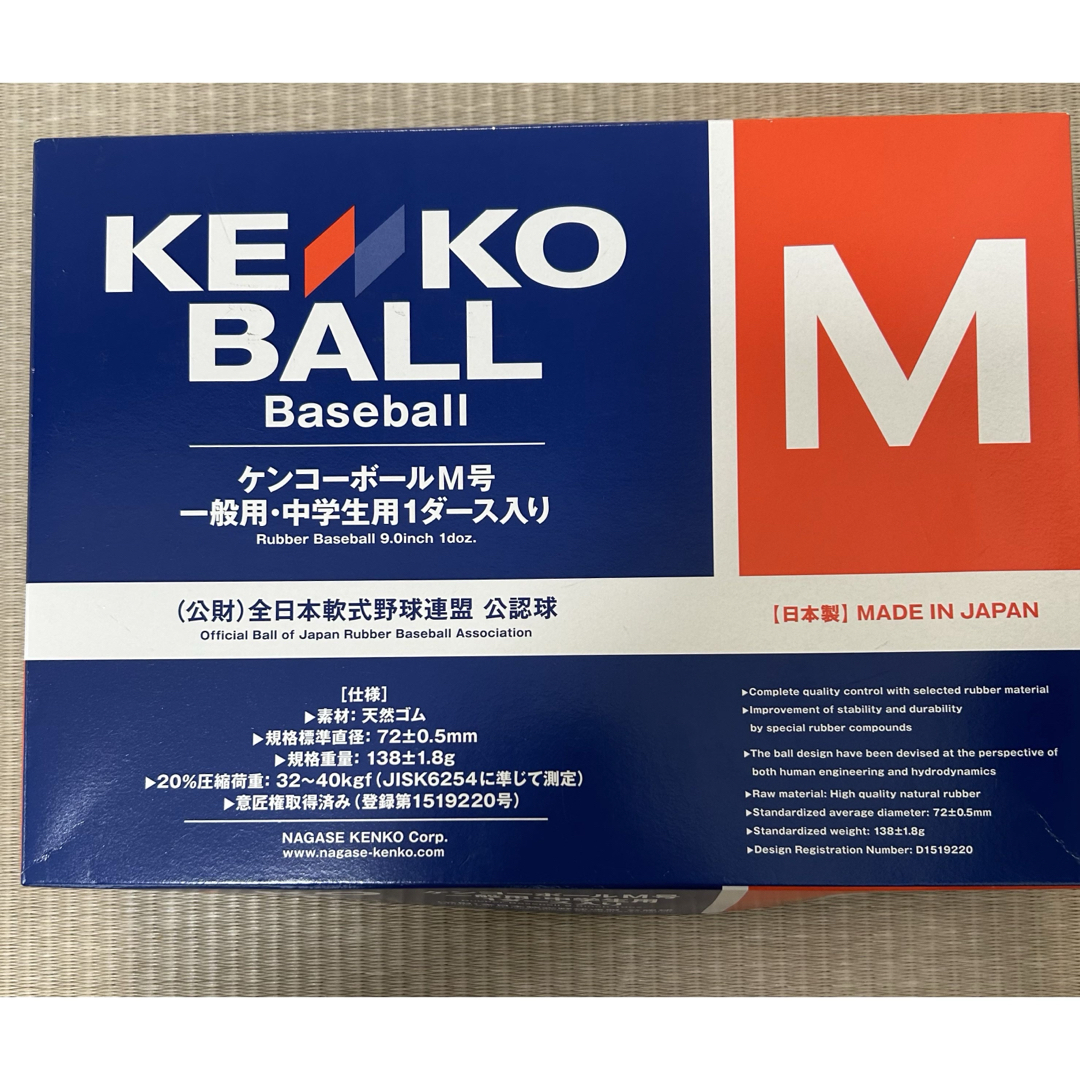 KENKO
BALL
Baseball
ケンコーボールM号
一般用・中学生用1ダース入り
Rubber Baseball 9.0inch 1doz.
M
(公財)全日本軟式野球連盟 公認球
Official Ball of Japan Rubber Baseball Association
【日本製】MADE IN JAPAN
[仕様]
▶素材：天然ゴム
▶規格標準直径：72±0.5mm
▶規格重量：138±1.8g
▶20%圧縮荷重：32～40kgf(JISK6254に準じて測定)
▶意匠権取得済み(登録第1519220号)
NAGASE KENKO Corp.
www.nagase-kenko.com
▶Complete quality control with selected rubber material
▶Improvement of stability and durability
by special rubber compounds
▶The ball design have been devised at the perspective of
both human engineering and hydrodynamics
▶Raw material: High quality natural rubber
▶Standardized average diameter: 72±0.5mm
▶Standardized weight: 138±1.8g
▶Design Registration Number: D1519220